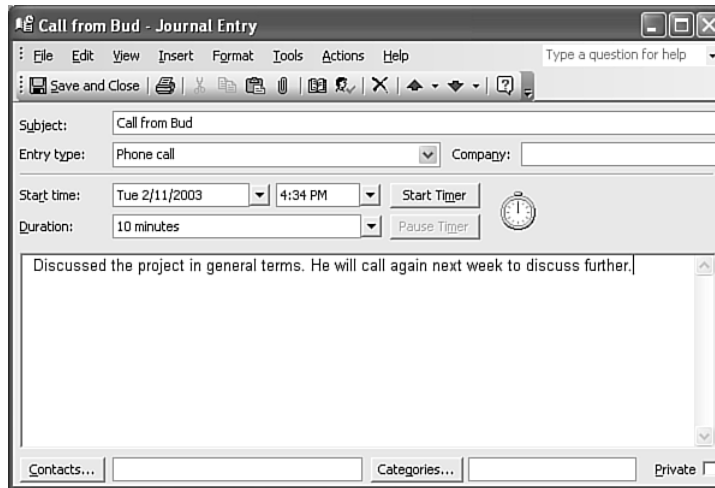 Call from Bud - Journal Entry
File Edit View Insert Format Tools Actions Help Type a question for help
Save and Close
Subject: Call from Bud
Entry type: Phone call Company:
Start time: Tue 2/11/2003 4:34 PM Start Timer
Duration: 10 minutes Pause Timer
Discussed the project in general terms. He will call again next week to discuss further.
Contacts... Categories... Private